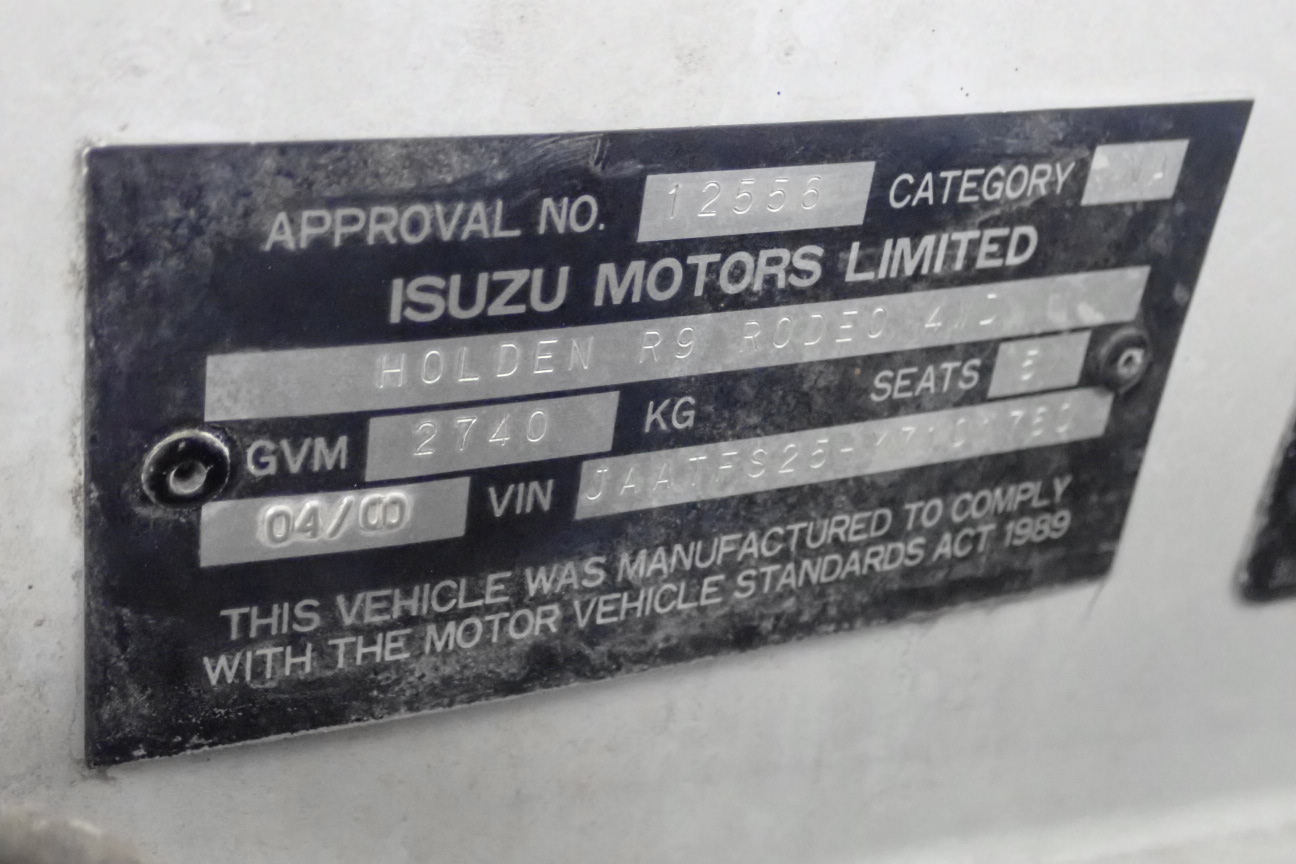 APPROVAL NO. 12556 CATEGORY
ISUZU MOTORS LIMITED
HOLDEN R9 RODEO
GVM 2740 KG SEATS 5
04/00 VIN
THIS VEHICLE WAS MANUFACTURED TO COMPLY
WITH THE MOTOR VEHICLE STANDARDS ACT 1989